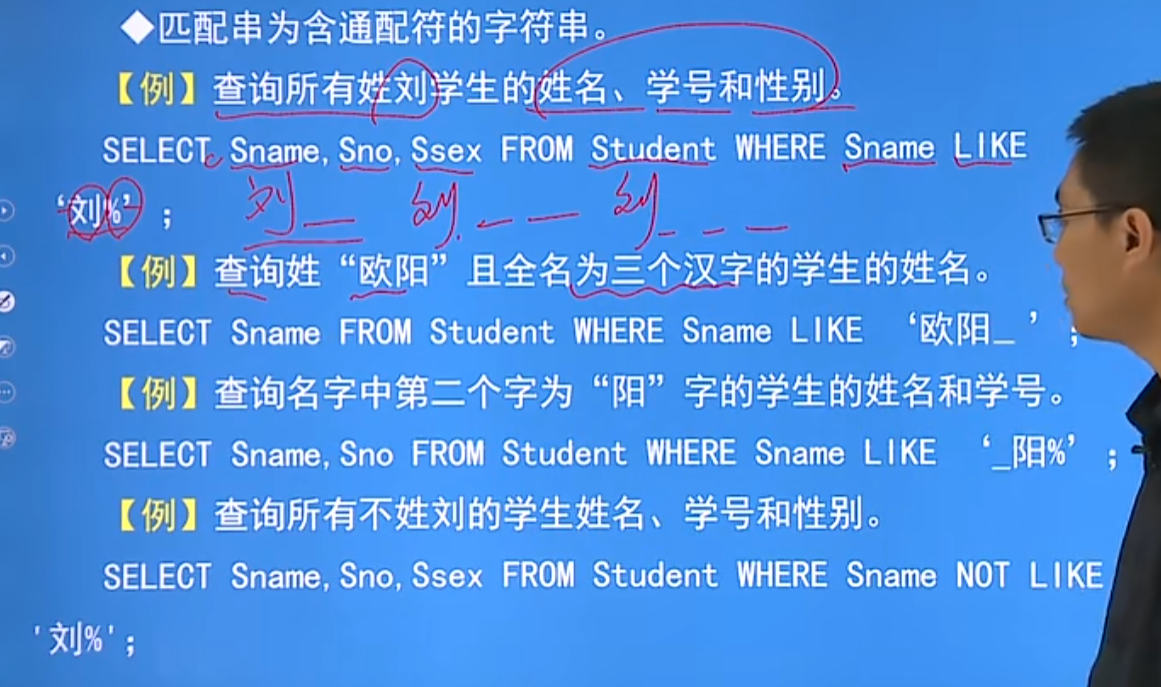 ◆匹配串为含通配符的字符串。
【例】查询所有姓刘学生的姓名、学号和性别。
SELECT Sname,Sno,Ssex FROM Student WHERE Sname LIKE
‘刘%’；
刘__ 刘.__ __ 刘_ _ _
【例】查询姓“欧阳”且全名为三个汉字的学生的姓名。
SELECT Sname FROM Student WHERE Sname LIKE ‘欧阳_ ’；
【例】查询名字中第二个字为“阳”字的学生的姓名和学号。
SELECT Sname,Sno FROM Student WHERE Sname LIKE ‘_阳%’；
【例】查询所有不姓刘的学生姓名、学号和性别。
SELECT Sname,Sno,Ssex FROM Student WHERE Sname NOT LIKE
'刘%'；